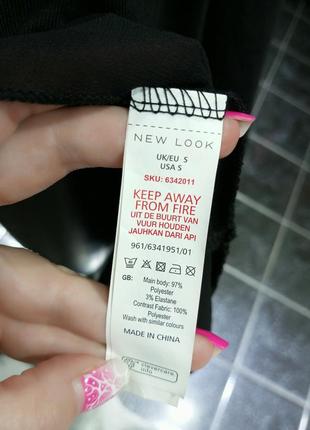 NEW LOOK
UK/EU S
USA S
SKU: 6342011
KEEP AWAY
FROM FIRE
UIT DE BUURT VAN
VUUR HOUDEN
JAUHKAN DARI API
961/6341951/01
GB: Main body: 97%
Polyester
3% Elastane
Contrast Fabric: 100%
Polyester
Wash with similar colours
MADE IN CHINA
clevercare.
info